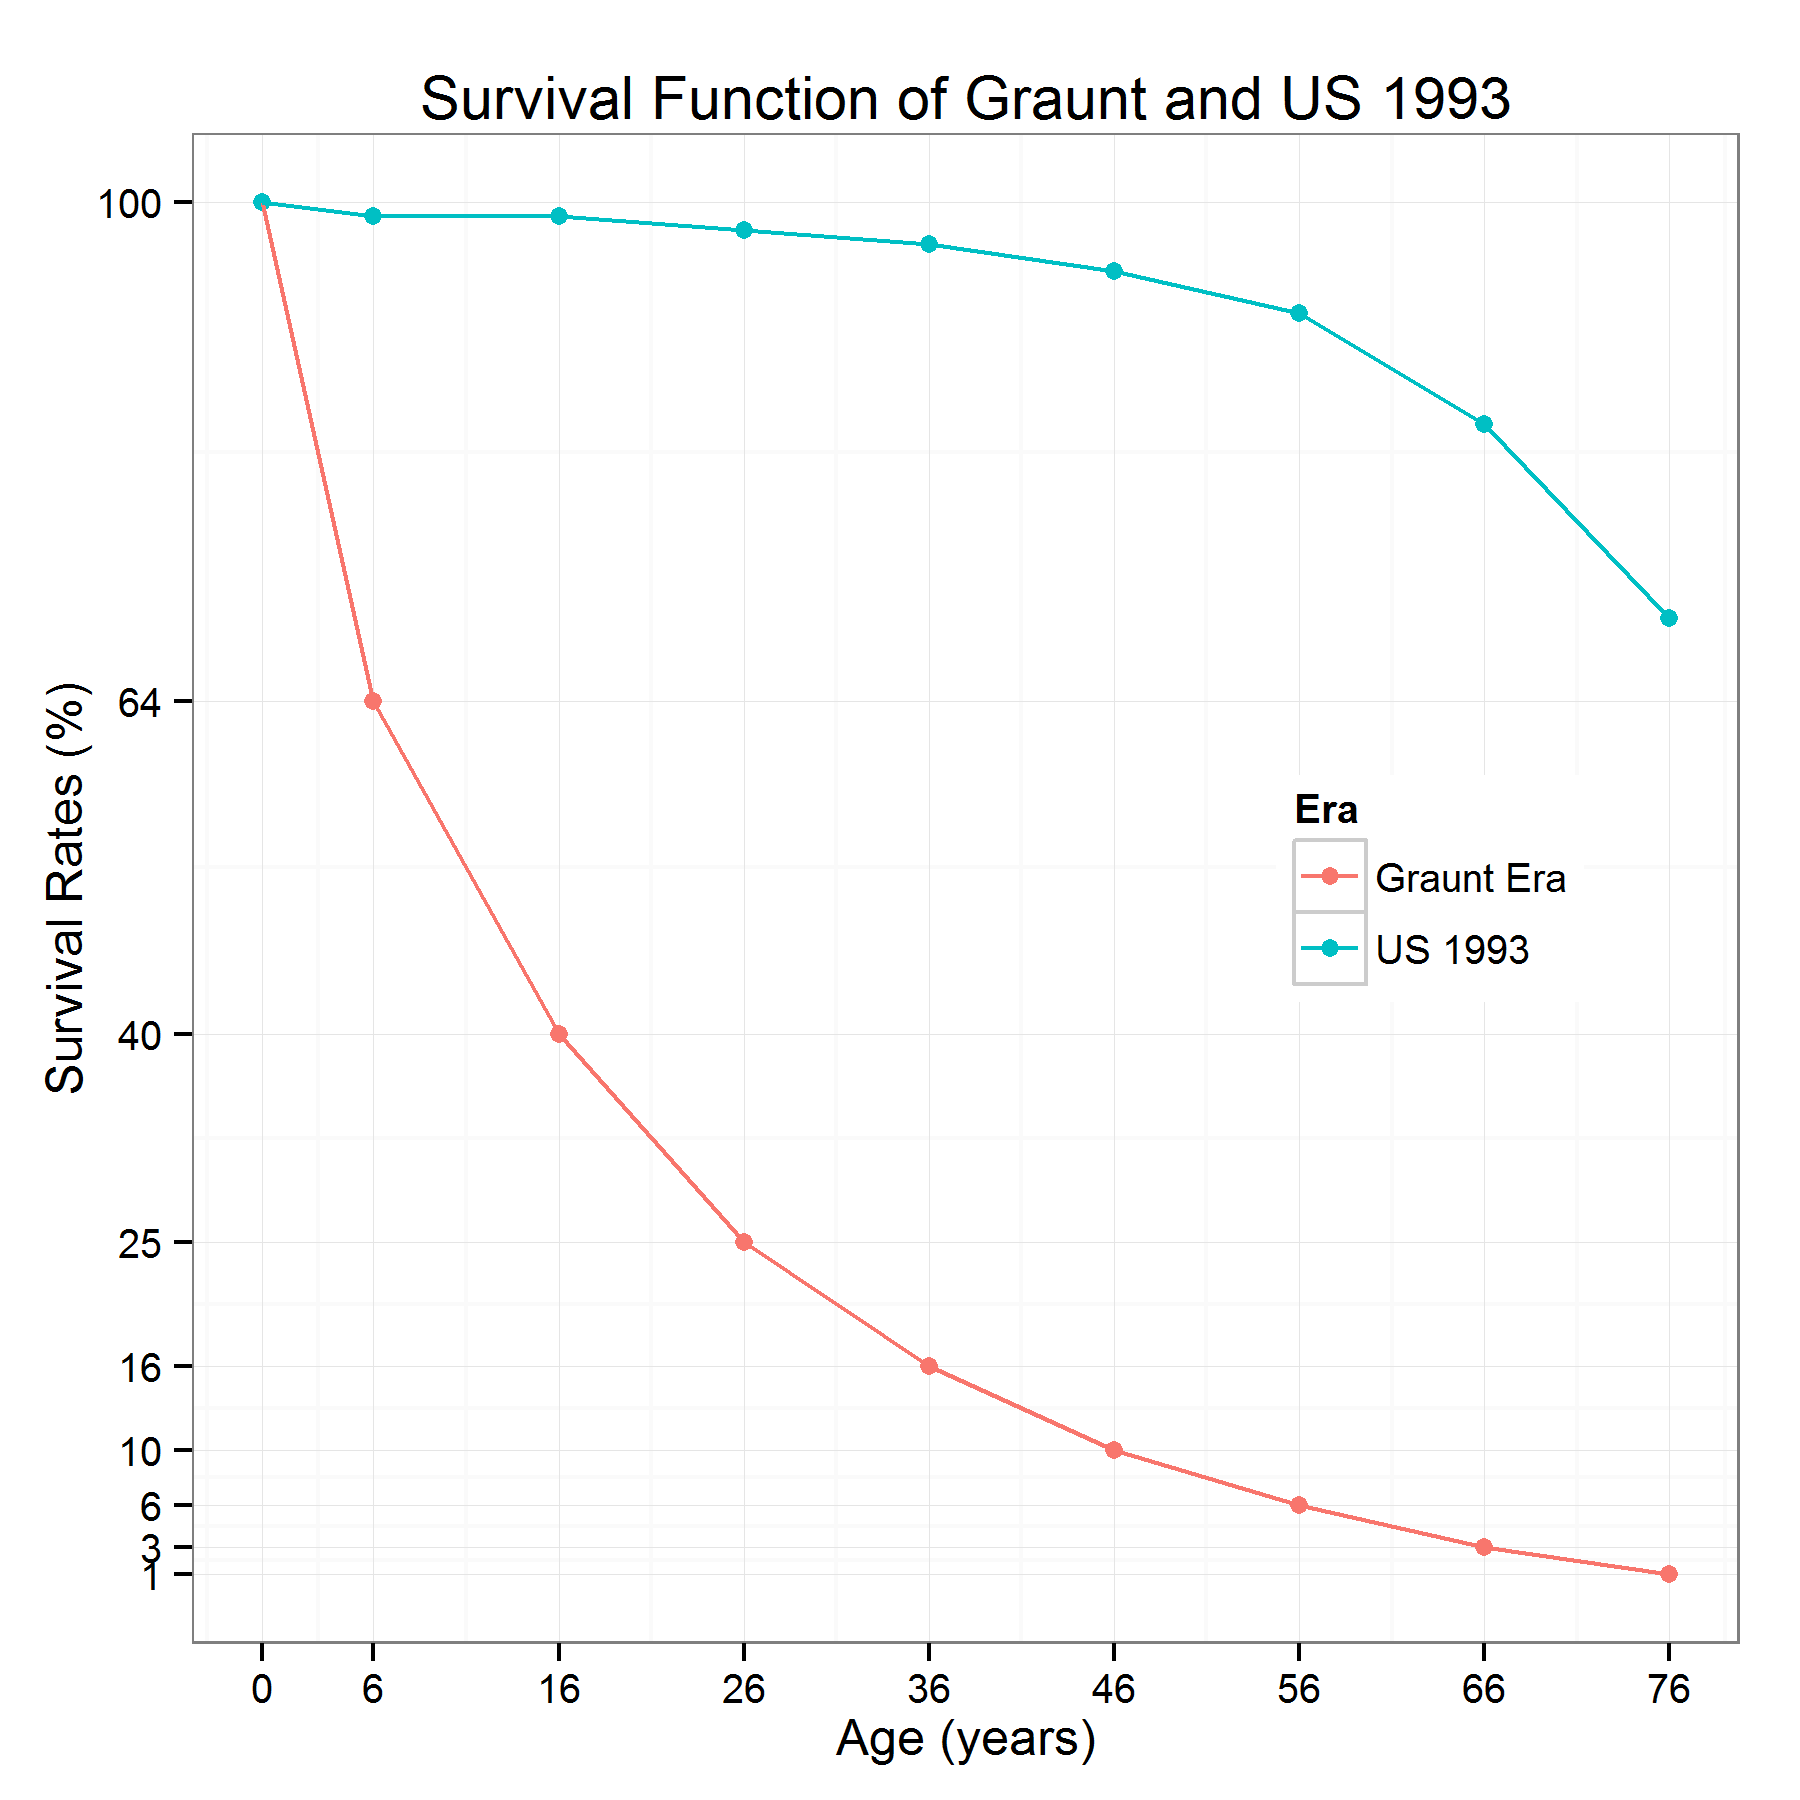 Survival Function of Graunt and US 1993
Survival Rates (%)
100
64
40
25
16
10
6
3
1
Era
Graunt Era
US 1993
0 6 16 26 36 46 56 66 76
Age (years)